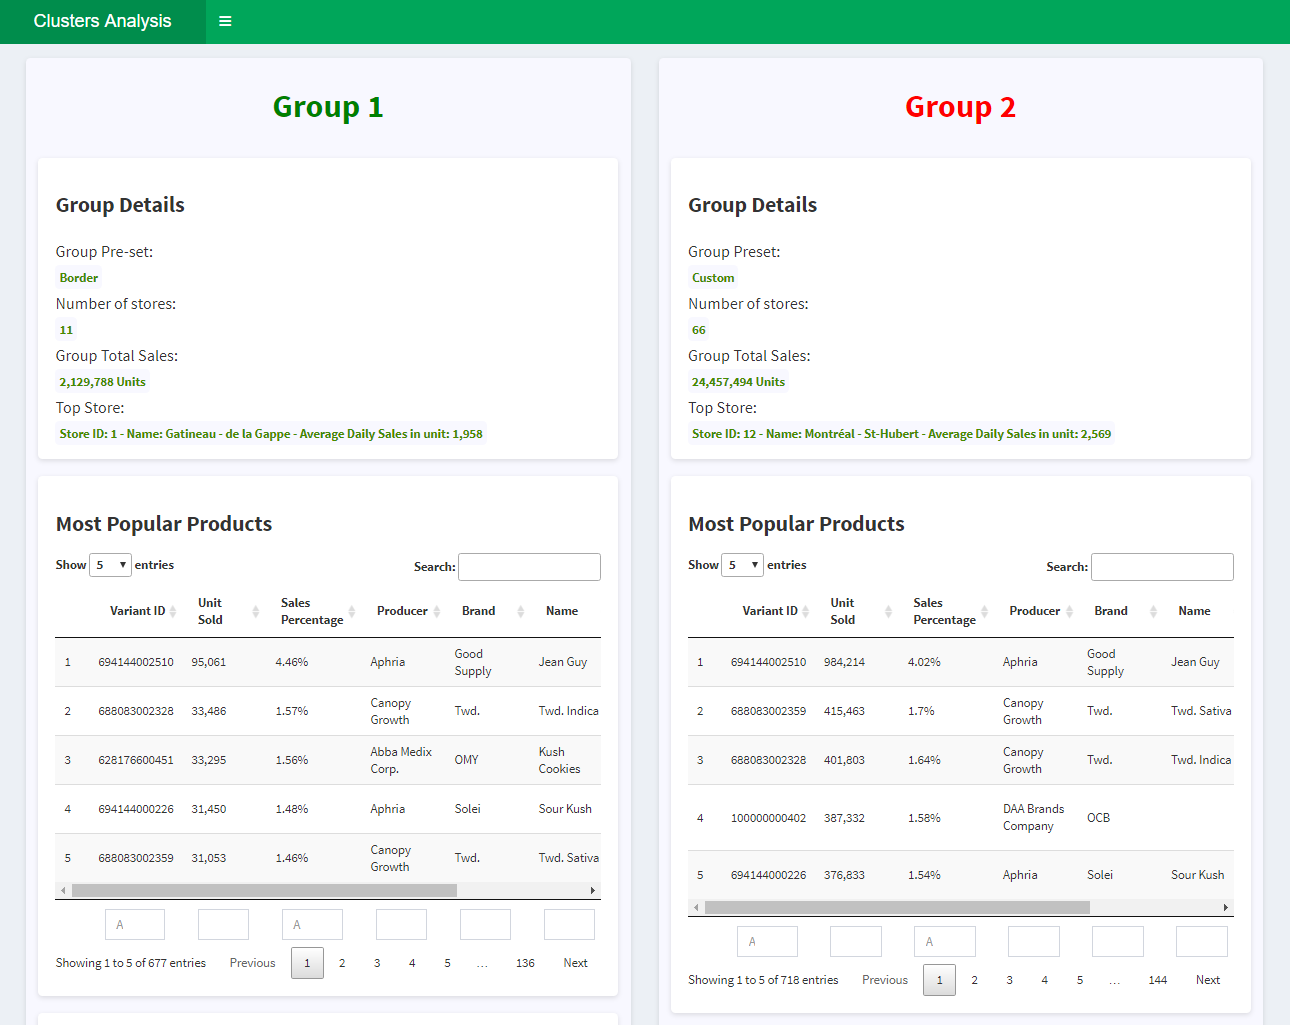 Clusters Analysis
Group 1
Group Details
Group Pre-set:
Border
Number of stores:
11
Group Total Sales:
2,129,788 Units
Top Store:
Store ID: 1 - Name: Gatineau - de la Gappe - Average Daily Sales in unit: 1,958
Most Popular Products
Show 5 entries
Search:
Variant ID Unit Sold Sales Percentage Producer Brand Name
1 694144002510 95,061 4.46% Aphria Good Supply Jean Guy
2 688083002328 33,486 1.57% Canopy Growth Twd. Twd. Indica
3 628176600451 33,295 1.56% Abba Medix Corp. OMY Kush Cookies
4 694144000226 31,450 1.48% Aphria Solei Sour Kush
5 688083002359 31,053 1.46% Canopy Growth Twd. Twd. Sativa
A A
Showing 1 to 5 of 677 entries Previous 1 2 3 4 5 … 136 Next
Group 2
Group Details
Group Preset:
Custom
Number of stores:
66
Group Total Sales:
24,457,494 Units
Top Store:
Store ID: 12 - Name: Montréal - St-Hubert - Average Daily Sales in unit: 2,569
Most Popular Products
Show 5 entries
Search:
Variant ID Unit Sold Sales Percentage Producer Brand Name
1 694144002510 984,214 4.02% Aphria Good Supply Jean Guy
2 688083002359 415,463 1.7% Canopy Growth Twd. Twd. Sativa
3 688083002328 401,803 1.64% Canopy Growth Twd. Twd. Indica
4 100000000402 387,332 1.58% DAA Brands Company OCB
5 694144000226 376,833 1.54% Aphria Solei Sour Kush
A A
Showing 1 to 5 of 718 entries Previous 1 2 3 4 5 … 144 Next